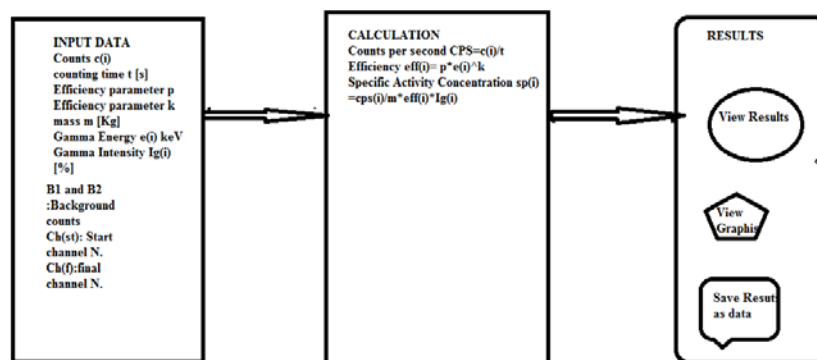 INPUT DATA
Counts c(i)
counting time t [s]
Efficiency parameter p
Efficiency parameter k
mass m [Kg]
Gamma Energy e(i) keV
Gamma Intensity Ig(i)
[%]
B1 and B2
:Background
counts
Ch(st): Start
channel N.
Ch(f):final
channel N.
CALCULATION
Counts per second CPS=c(i)/t
Efficiency eff(i)= p*e(i)^k
Specific Activity Concentration sp(i)
=cps(i)/m*eff(i)*Ig(i)
RESULTS
View Results
View
Graphis
Save Resuts
as data